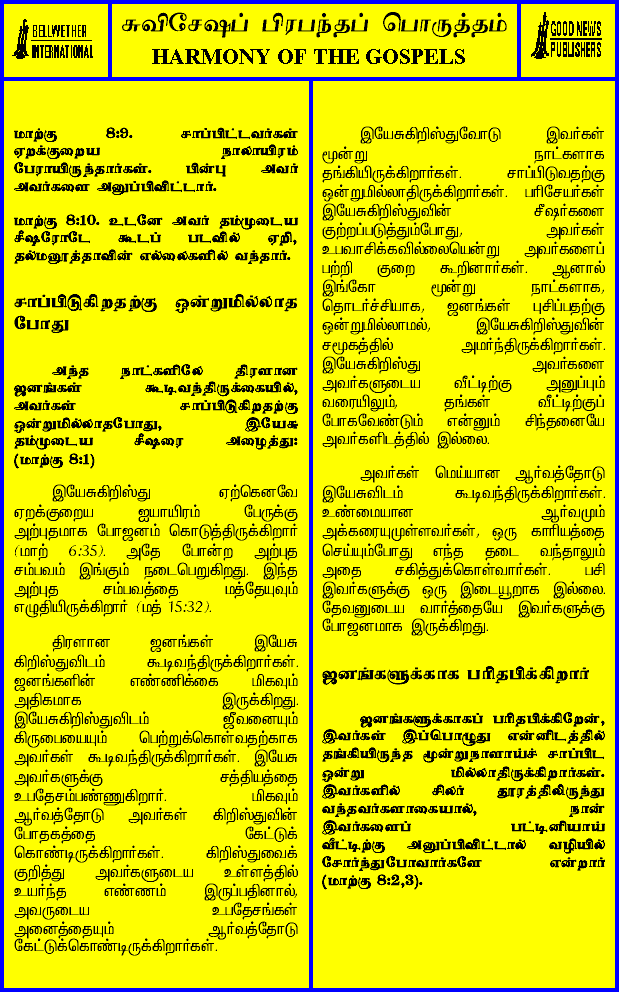 BELLWETHER
INTERNATIONAL
சுவிசேஷப் பிரபந்தப் பொருத்தம்
HARMONY OF THE GOSPELS
GOOD NEWS
PUBLISHERS
மாற்கு 8:9. சாப்பிட்டவர்கள்
ஏறக்குறைய நாலாயிரம்
பேராயிருந்தார்கள். பின்பு அவர்
அவர்களை அனுப்பிவிட்டார்.
மாற்கு 8:10. உடனே அவர் தம்முடைய
சீஷரோடே கூடப் படவில் ஏறி,
தல்மனூத்தாவின் எல்லைகளில் வந்தார்.
சாப்பிடுகிறதற்கு ஒன்றுமில்லாத
போது
அந்த நாட்களிலே திரளான
ஜனங்கள் கூடிவந்திருக்கையில்,
அவர்கள் சாப்பிடுகிறதற்கு
ஒன்றுமில்லாதபோது, இயேசு
தம்முடைய சீஷரை அழைத்து:
(மாற்கு 8:1)
இயேசுகிறிஸ்து ஏற்கெனவே
ஏறக்குறைய ஐயாயிரம் பேருக்கு
அற்புதமாக போஜனம் கொடுத்திருக்கிறார்
(மாற் 6:35). அதே போன்ற அற்புத
சம்பவம் இங்கும் நடைபெறுகிறது. இந்த
அற்புத சம்பவத்தை மத்தேயுவும்
எழுதியிருக்கிறார் (மத் 15:32).
திரளான ஜனங்கள் இயேசு
கிறிஸ்துவிடம் கூடிவந்திருக்கிறார்கள்.
ஜனங்களின் எண்ணிக்கை மிகவும்
அதிகமாக இருக்கிறது.
இயேசுகிறிஸ்துவிடம் ஜீவனையும்
கிருபையையும் பெற்றுக்கொள்வதற்காக
அவர்கள் கூடிவந்திருக்கிறார்கள். இயேசு
அவர்களுக்கு சத்தியத்தை
உபதேசம்பண்ணுகிறார். மிகவும்
ஆர்வத்தோடு அவர்கள் கிறிஸ்துவின்
போதகத்தை கேட்டுக்
கொண்டிருக்கிறார்கள். கிறிஸ்துவைக்
குறித்து அவர்களுடைய உள்ளத்தில்
உயர்ந்த எண்ணம் இருப்பதினால்,
அவருடைய உபதேசங்கள்
அனைத்தையும் ஆர்வத்தோடு
கேட்டுக்கொண்டிருக்கிறார்கள்.
இயேசுகிறிஸ்துவோடு இவர்கள்
மூன்று நாட்களாக
தங்கியிருக்கிறார்கள். சாப்பிடுவதற்கு
ஒன்றுமில்லாதிருக்கிறார்கள். பரிசேயர்கள்
இயேசுகிறிஸ்துவின் சீஷர்களை
குற்றப்படுத்தும்போது, அவர்கள்
உபவாசிக்கவில்லையென்று அவர்களைப்
பற்றி குறை கூறினார்கள். ஆனால்
இங்கோ மூன்று நாட்களாக,
தொடர்ச்சியாக, ஜனங்கள் புசிப்பதற்கு
ஒன்றுமில்லாமல், இயேசுகிறிஸ்துவின்
சமூகத்தில் அமர்ந்திருக்கிறார்கள்.
இயேசுகிறிஸ்து அவர்களை
அவர்களுடைய வீட்டிற்கு அனுப்பும்
வரையிலும், தங்கள் வீட்டிற்குப்
போகவேண்டும் என்னும் சிந்தனையே
அவர்களிடத்தில் இல்லை.
அவர்கள் மெய்யான ஆர்வத்தோடு
இயேசுவிடம் கூடிவந்திருக்கிறார்கள்.
உண்மையான ஆர்வமும்
அக்கரையுமுள்ளவர்கள், ஒரு காரியத்தை
செய்யும்போது எந்த தடை வந்தாலும்
அதை சகித்துக்கொள்வார்கள். பசி
இவர்களுக்கு ஒரு இடையூறாக இல்லை.
தேவனுடைய வார்த்தையே இவர்களுக்கு
போஜனமாக இருக்கிறது.
ஜனங்களுக்காக பரிதபிக்கிறார்
ஜனங்களுக்காகப் பரிதபிக்கிறேன்,
இவர்கள் இப்பொழுது என்னிடத்தில்
தங்கியிருந்த மூன்றுநாளாய்ச் சாப்பிட
ஒன்று மில்லாதிருக்கிறார்கள்.
இவர்களில் சிலர் தூரத்திலிருந்து
வந்தவர்களாகையால், நான்
இவர்களைப் பட்டினியாய்
வீட்டிற்கு அனுப்பிவிட்டால் வழியில்
சோர்ந்துபோவார்களே என்றார்
(மாற்கு 8:2,3).